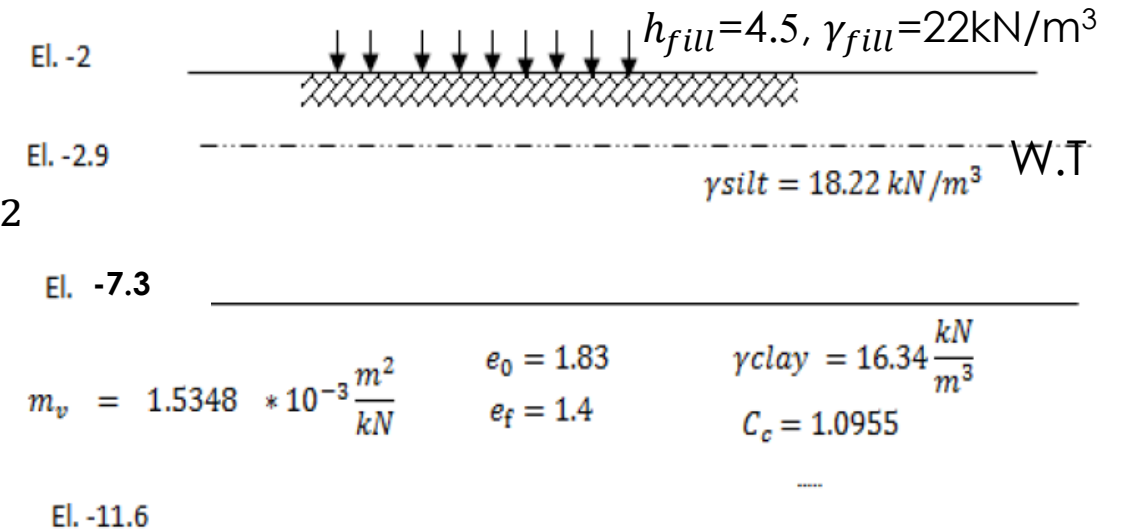 El. -2
h_fill=4.5, γ_fill=22kN/m³
El. -2.9
W.T
γsilt = 18.22 kN/m³
2
El. -7.3
m_v = 1.5348 *10⁻³ m²/kN
e₀ = 1.83
e_f = 1.4
γclay = 16.34 kN/m³
C_c = 1.0955
.....
El. -11.6